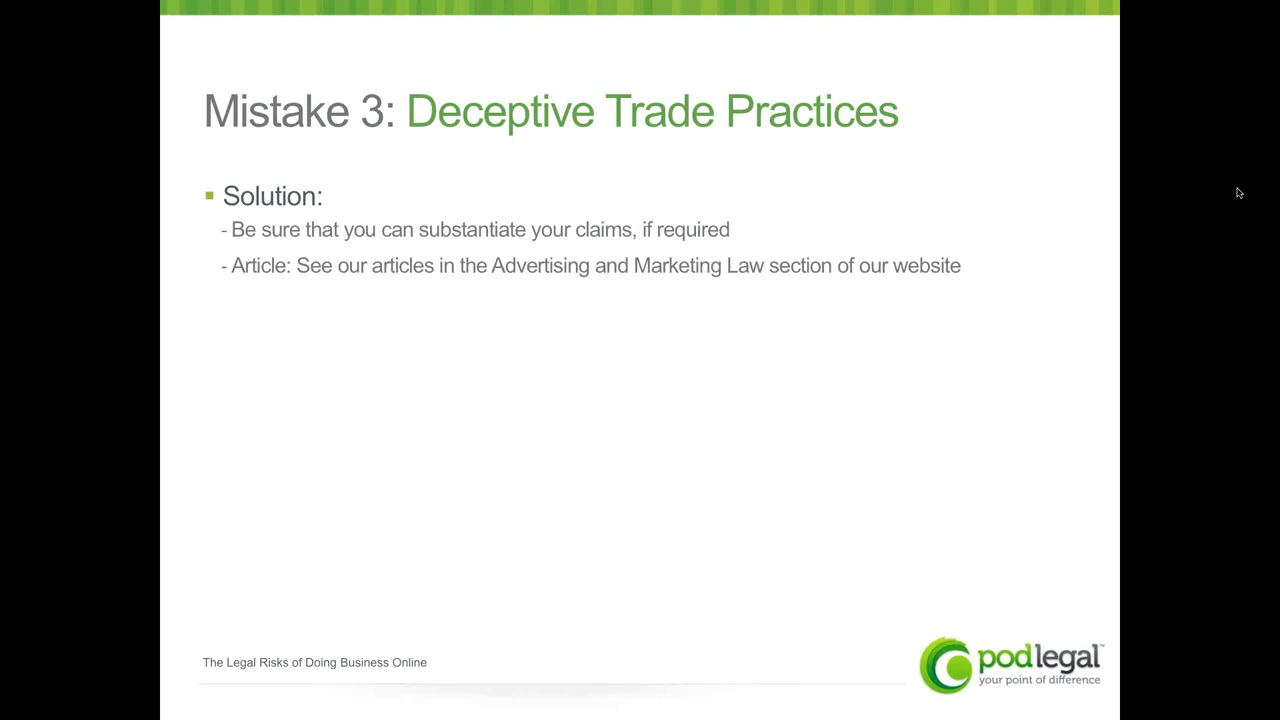 Mistake 3: Deceptive Trade Practices
Solution:
- Be sure that you can substantiate your claims, if required
- Article: See our articles in the Advertising and Marketing Law section of our website
The Legal Risks of Doing Business Online
podlegal™
your point of difference